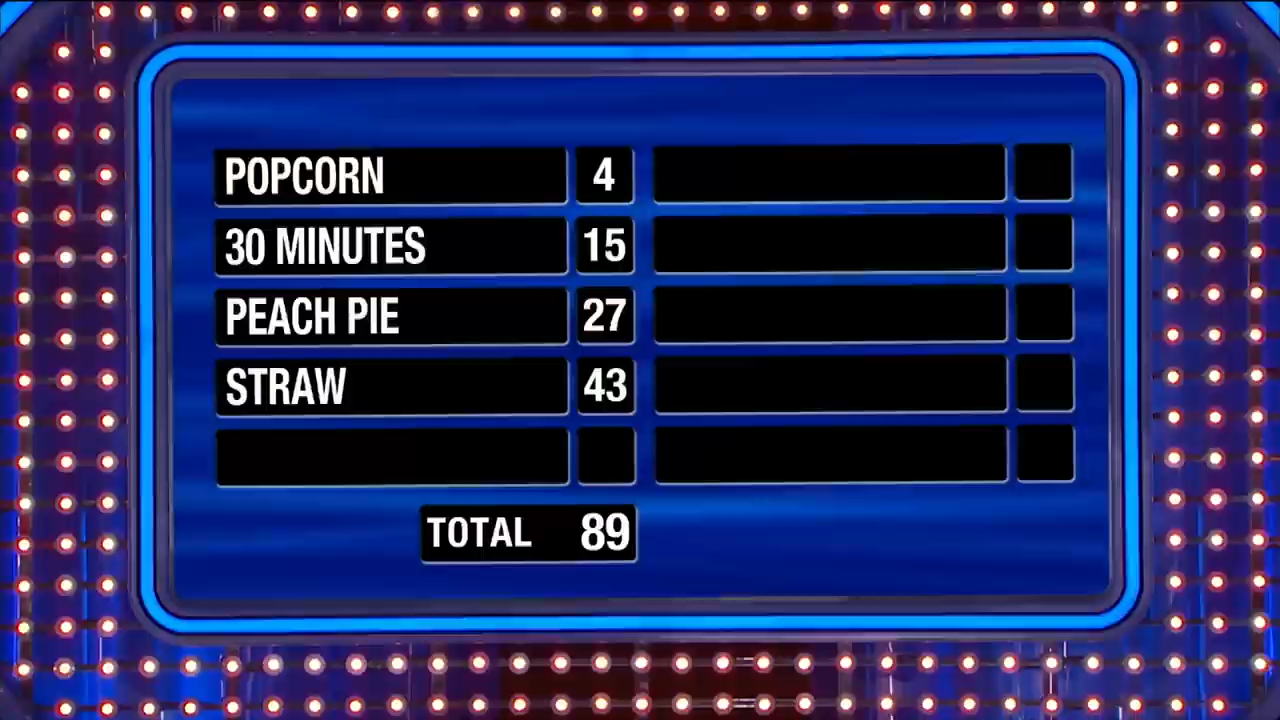 POPCORN 4
30 MINUTES 15
PEACH PIE 27
STRAW 43
TOTAL 89